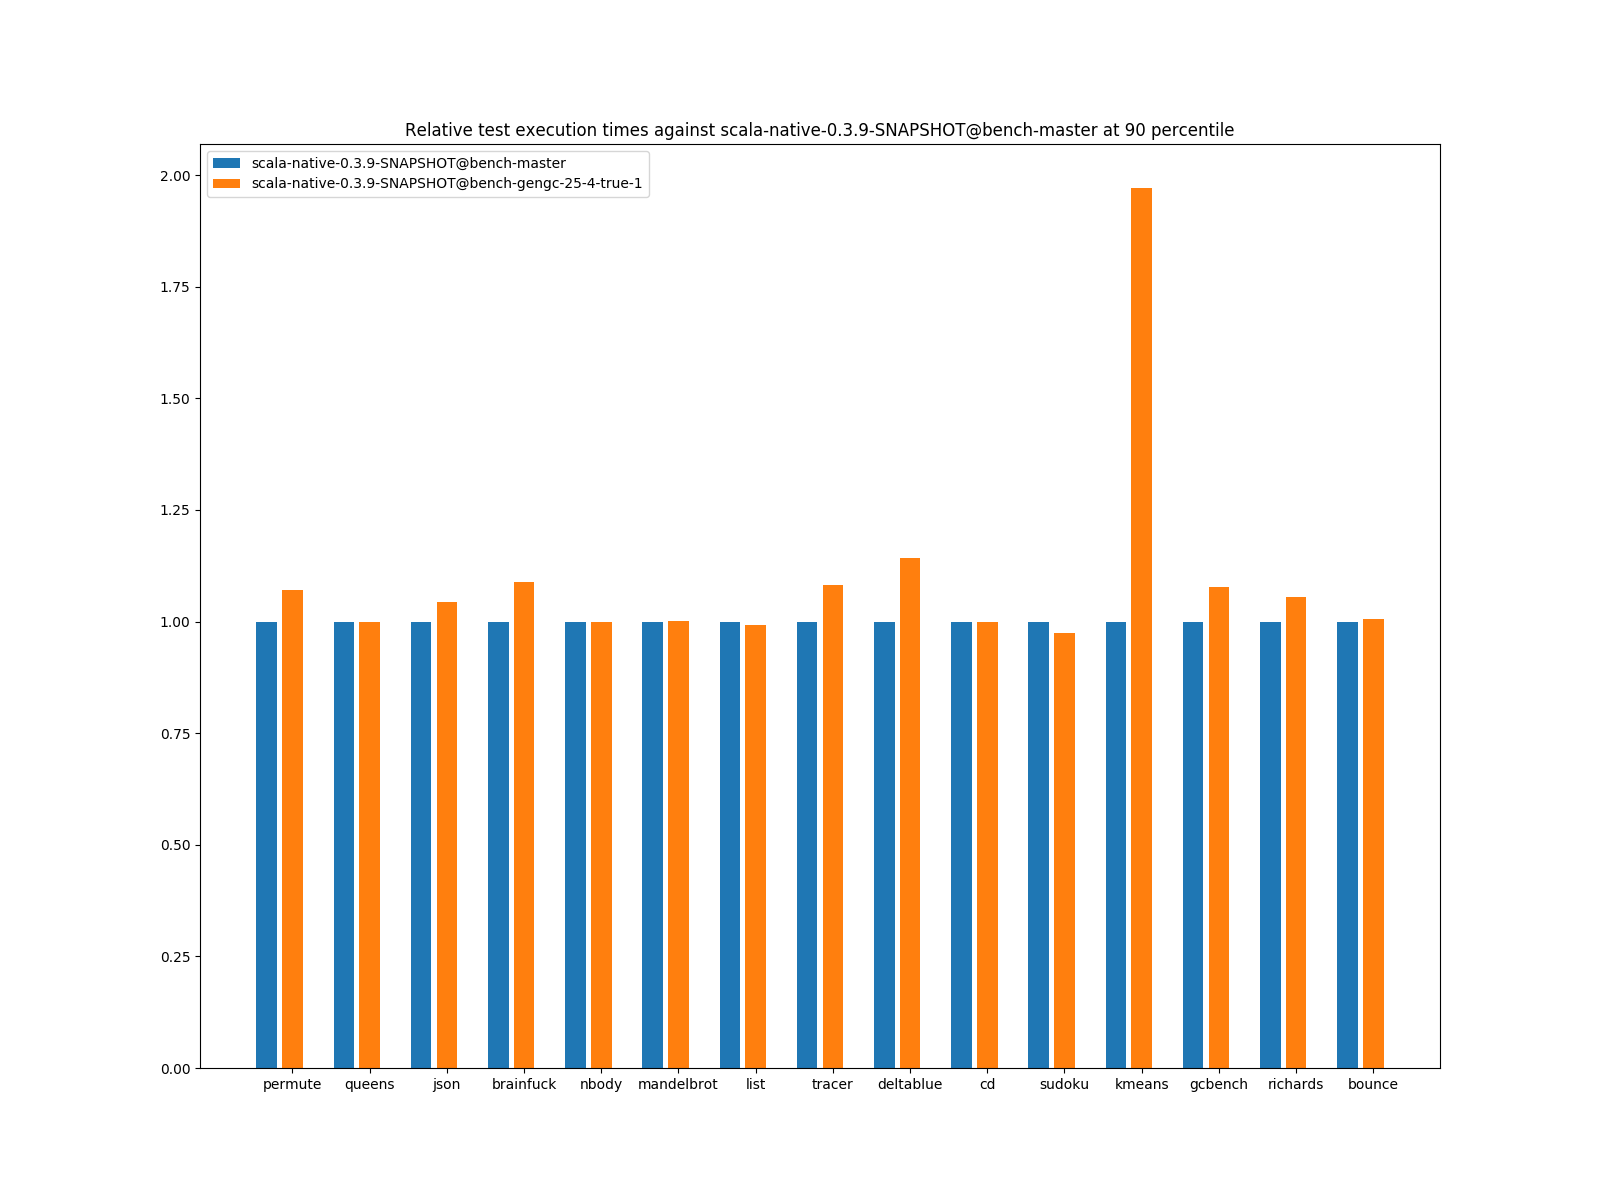 Relative test execution times against scala-native-0.3.9-SNAPSHOT@bench-master at 90 percentile
scala-native-0.3.9-SNAPSHOT@bench-master
scala-native-0.3.9-SNAPSHOT@bench-gengc-25-4-true-1
2.00
1.75
1.50
1.25
1.00
0.75
0.50
0.25
0.00
permute queens json brainfuck nbody mandelbrot list tracer deltablue cd sudoku kmeans gcbench richards bounce